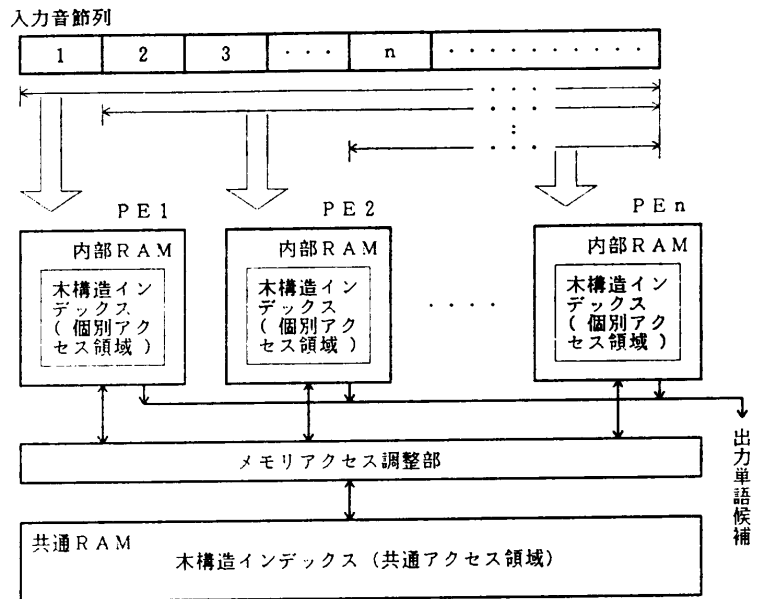 入力音節列
1 2 3 ・・・ n ・・・・・・・・・・
・・・
・・・
・・・
PE1 PE2 PEn
内部RAM 内部RAM 内部RAM
木構造イン 木構造イン 木構造イン
デックス デックス デックス
(個別アク (個別アク (個別アク
セス領域) セス領域) セス領域)
・・・・
メモリアクセス調整部
出力単語候補
共通RAM
木構造インデックス(共通アクセス領域)